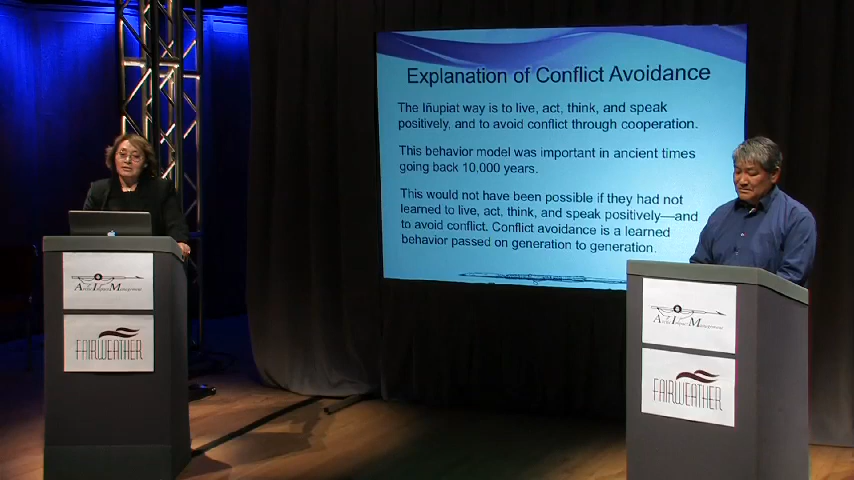 Explanation of Conflict Avoidance
The Iñupiat way is to live, act, think, and speak
positively, and to avoid conflict through cooperation.
This behavior model was important in ancient times
going back 10,000 years.
This would not have been possible if they had not
learned to live, act, think, and speak positively—and
to avoid conflict. Conflict avoidance is a learned
behavior passed on generation to generation.
FAIRWEATHER
FAIRWEATHER